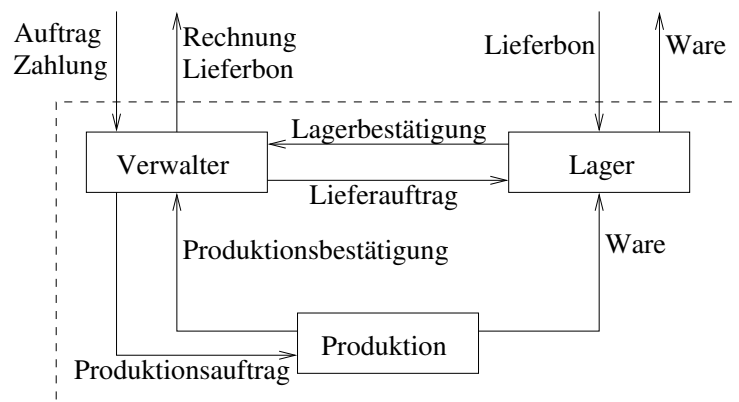 Auftrag
Zahlung
Rechnung
Lieferbon
Lieferbon
Ware
Lagerbestätigung
Verwalter
Lager
Lieferauftrag
Produktionsbestätigung
Ware
Produktion
Produktionsauftrag